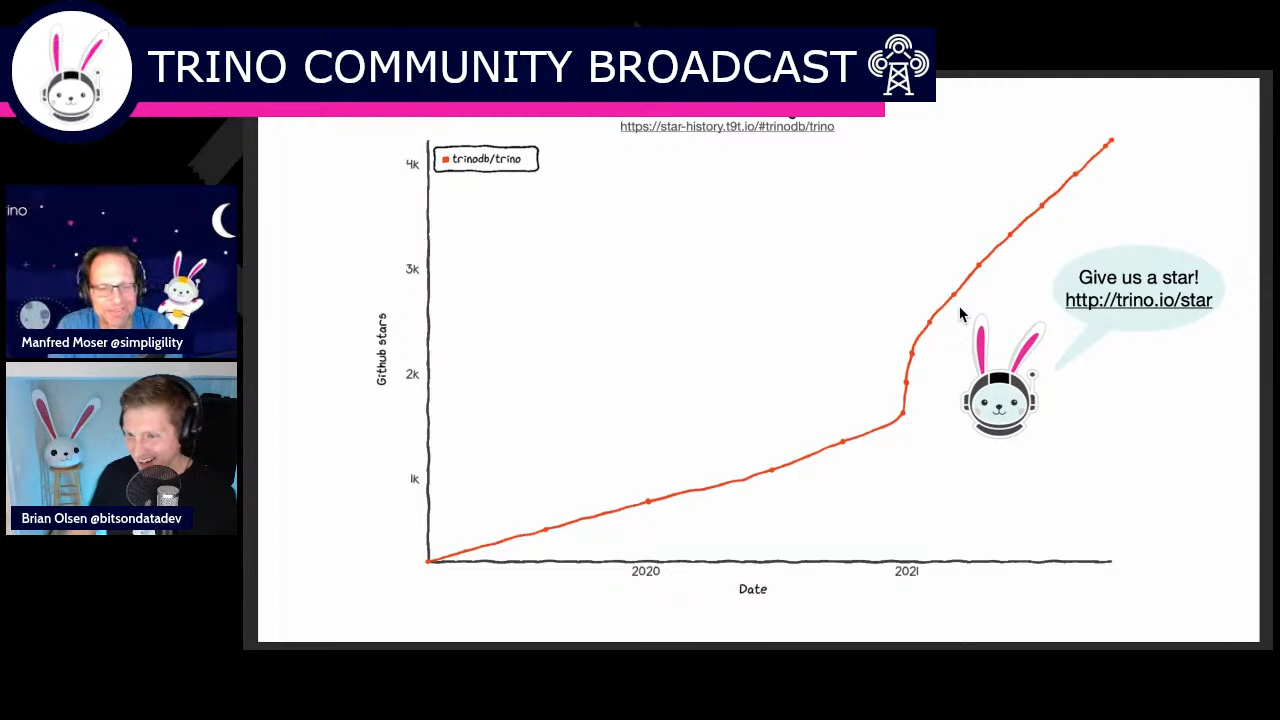 TRINO COMMUNITY BROADCAST
https://star-history.t9t.io/#trinodb/trino
trinodb/trino
4k
3k
2k
1k
Github stars
2020
2021
Date
Give us a star!
http://trino.io/star
ino
Manfred Moser @simpligility
Brian Olsen @bitsondatadev